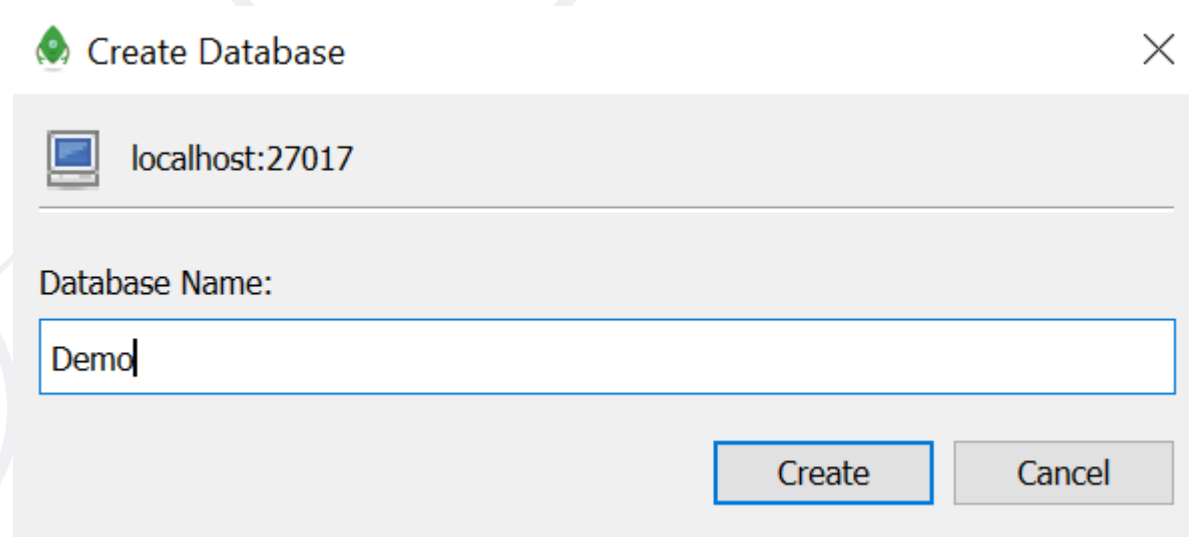 Create Database
localhost:27017
Database Name:
Demo
Create Cancel